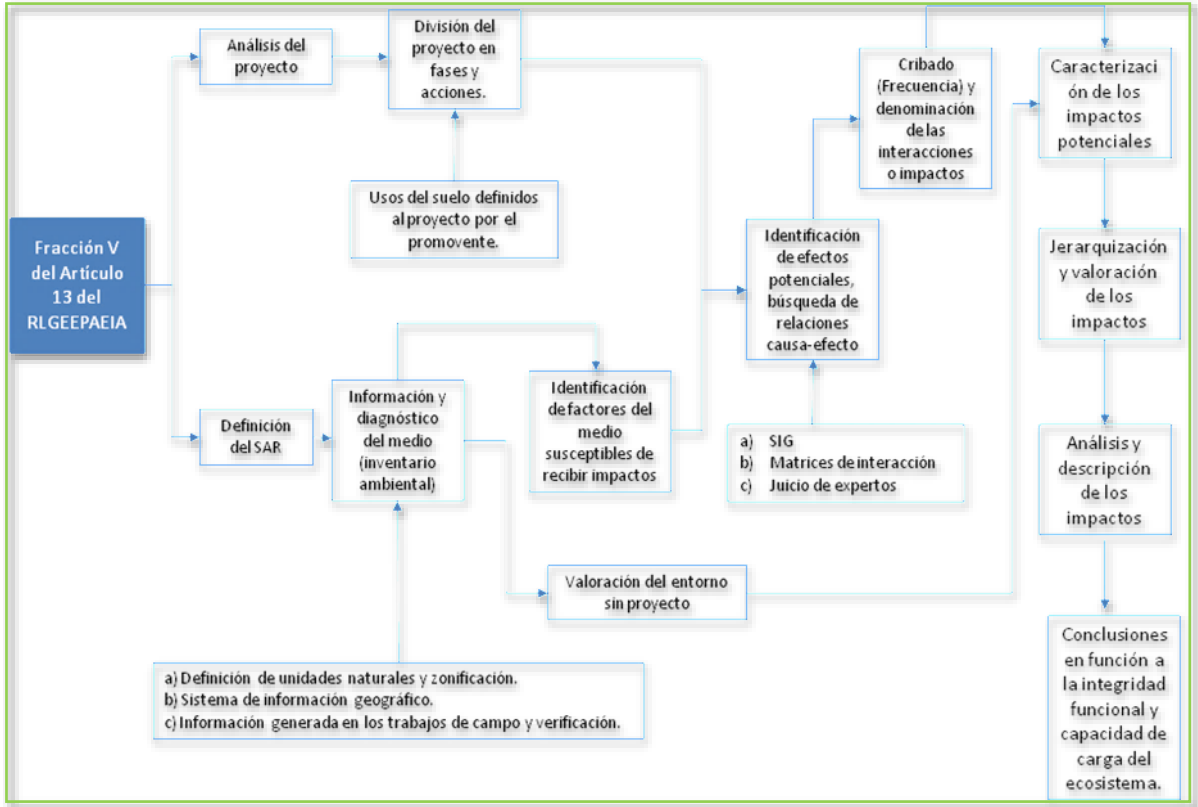 Fracción V
del Artículo
13 del
RLGEEPAEIA
Análisis del
proyecto
División del
proyecto en
fases y
acciones.
Usos del suelo definidos
al proyecto por el
promovente.
Definición
del SAR
Información y
diagnóstico
del medio
(inventario
ambiental)
a) Definición de unidades naturales y zonificación.
b) Sistema de información geográfico.
c) Información generada en los trabajos de campo y verificación.
Identificación
de factores del
medio
susceptibles de
recibir impactos
Valoración del entorno
sin proyecto
Identificación
de efectos
potenciales,
búsqueda de
relaciones
causa-efecto
a) SIG
b) Matrices de interacción
c) Juicio de expertos
Cribado
(Frecuencia) y
denominación
de las
interacciones
o impactos
Caracterizaci
ón de los
impactos
potenciales
Jerarquización
y valoración
de los
impactos
Análisis y
descripción
de los
impactos
Conclusiones
en función a
la integridad
funcional y
capacidad de
carga del
ecosistema.